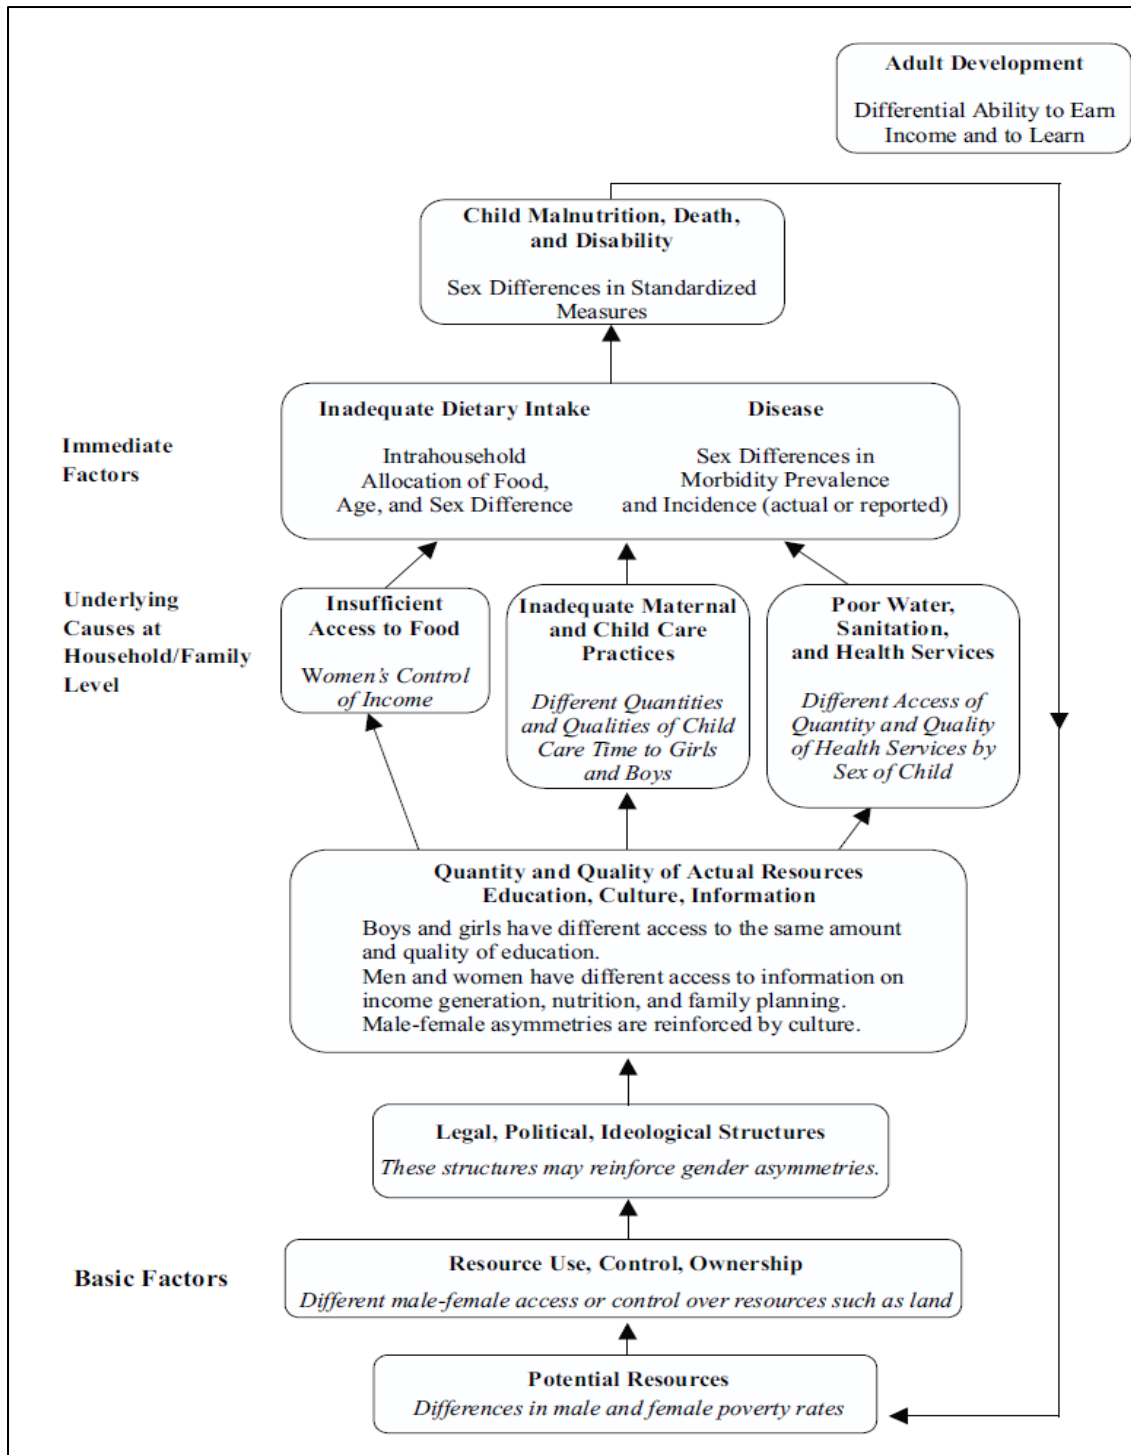 Adult Development
Differential Ability to Earn
Income and to Learn
Child Malnutrition, Death,
and Disability
Sex Differences in Standardized
Measures
Immediate
Factors
Inadequate Dietary Intake
Intrahousehold
Allocation of Food,
Age, and Sex Difference
Disease
Sex Differences in
Morbidity Prevalence
and Incidence (actual or reported)
Underlying
Causes at
Household/Family
Level
Insufficient
Access to Food
Women’s Control
of Income
Inadequate Maternal
and Child Care
Practices
Different Quantities
and Qualities of Child
Care Time to Girls
and Boys
Poor Water,
Sanitation,
and Health Services
Different Access of
Quantity and Quality
of Health Services by
Sex of Child
Quantity and Quality of Actual Resources
Education, Culture, Information
Boys and girls have different access to the same amount
and quality of education.
Men and women have different access to information on
income generation, nutrition, and family planning.
Male-female asymmetries are reinforced by culture.
Legal, Political, Ideological Structures
These structures may reinforce gender asymmetries.
Basic Factors
Resource Use, Control, Ownership
Different male-female access or control over resources such as land
Potential Resources
Differences in male and female poverty rates